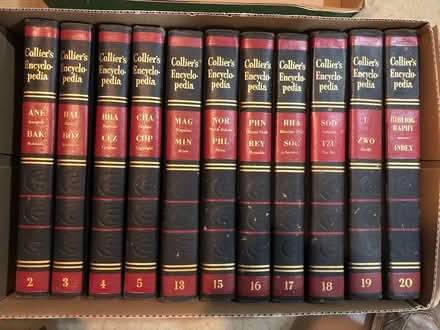 Collier's
Encyclo-
pedia
ANE
BAK
2
Collier's
Encyclo-
pedia
BAL
BOZ
3
Collier's
Encyclo-
pedia
BRA
CEZ
4
Collier's
Encyclo-
pedia
CHA
COP
5
Collier's
Encyclo-
pedia
MAG
MIN
13
Collier's
Encyclo-
pedia
NOR
PHL
15
Collier's
Encyclo-
pedia
PHN
REY
16
Collier's
Encyclo-
pedia
RHA
SOC
17
Collier's
Encyclo-
pedia
SOD
TZU
18
Collier's
Encyclo-
pedia
ZWO
19
Collier's
Encyclo-
pedia
BIBLIOG-
RAPHY
INDEX
20